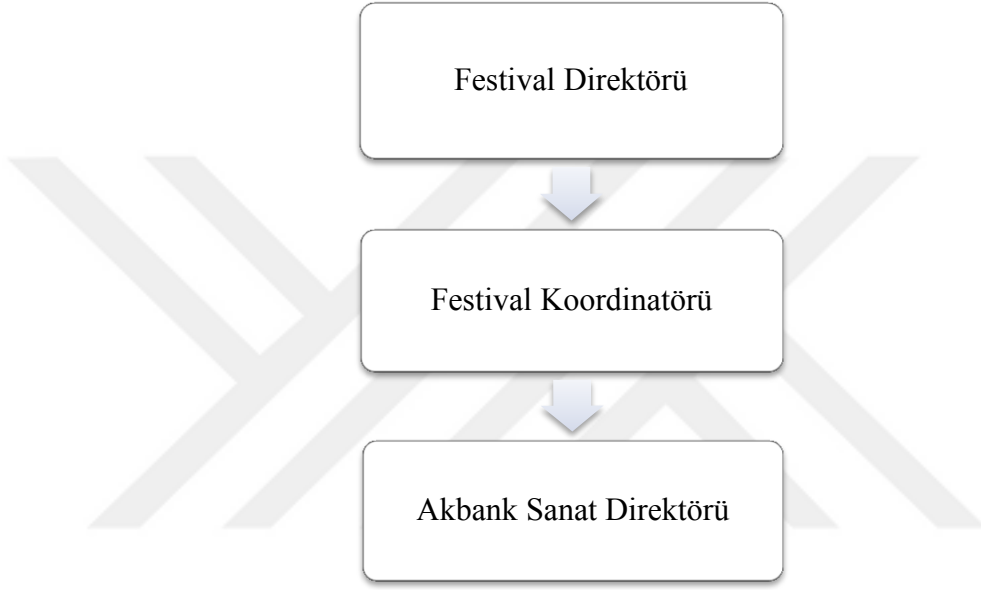 Festival Direktörü
Festival Koordinatörü
Akbank Sanat Direktörü